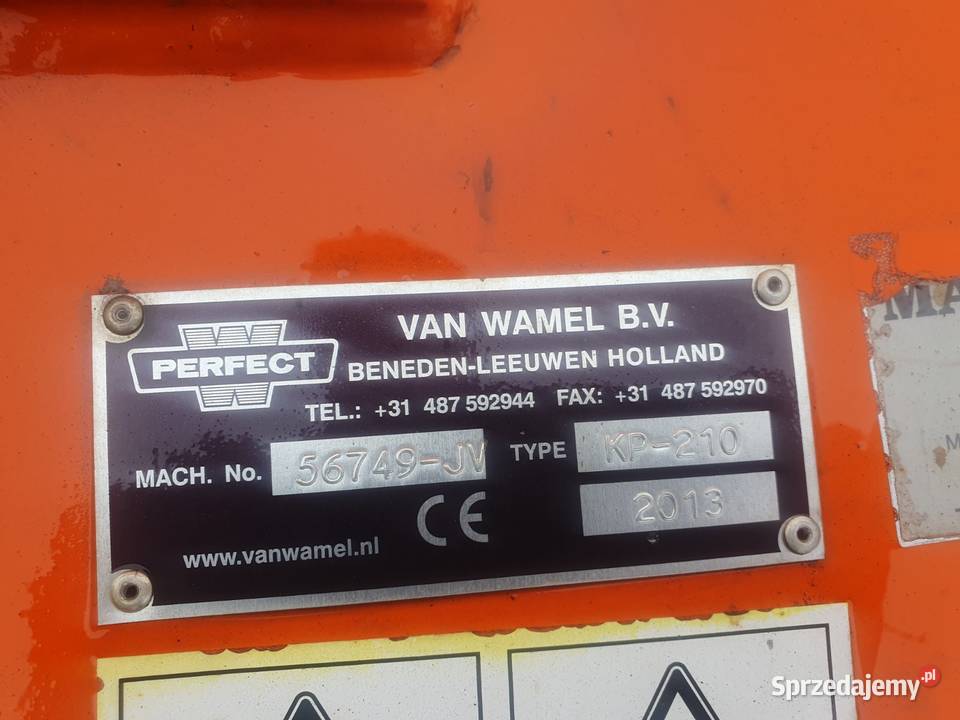 VAN WAMEL B.V.
PERFECT
BENEDEN-LEEUWEN HOLLAND
TEL.: +31 487 592944 FAX: +31 487 592970
MACH. No. 56749-JV TYPE KP-210
2013
CE
www.vanwamel.nl
MA
M
Sprzedajemy.pl